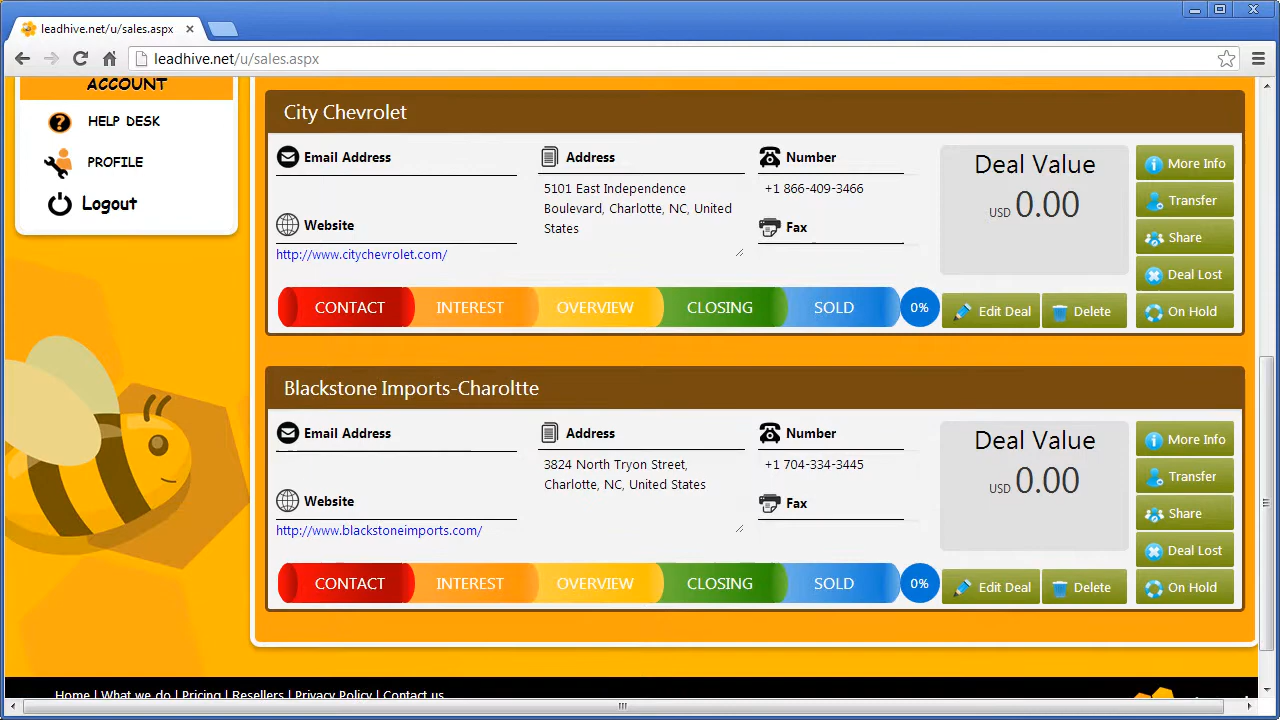 leadhive.net/u/sales.aspx
leadhive.net/u/sales.aspx
ACCOUNT
HELP DESK
PROFILE
Logout
City Chevrolet
Email Address
Address
Number
5101 East Independence
Boulevard, Charlotte, NC, United
States
+1 866-409-3466
Website
Fax
http://www.citychevrolet.com/
Deal Value
USD 0.00
More Info
Transfer
Share
Deal Lost
On Hold
CONTACT INTEREST OVERVIEW CLOSING SOLD 0% Edit Deal Delete
Blackstone Imports-Charoltte
Email Address
Address
Number
3824 North Tryon Street,
Charlotte, NC, United States
+1 704-334-3445
Website
Fax
http://www.blackstoneimports.com/
Deal Value
USD 0.00
More Info
Transfer
Share
Deal Lost
On Hold
CONTACT INTEREST OVERVIEW CLOSING SOLD 0% Edit Deal Delete
Home | What we do | Pricing | Resellers | Privacy Policy | Contact us